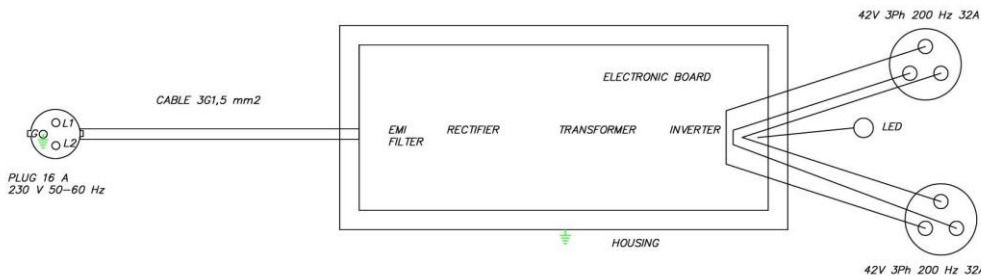 42V 3Ph 200 Hz 32A
ELECTRONIC BOARD
CABLE 3G1,5 mm2
L1
G
L2
EMI
FILTER
RECTIFIER
TRANSFORMER
INVERTER
LED
PLUG 16 A
230 V 50-60 Hz
HOUSING
42V 3Ph 200 Hz 32A